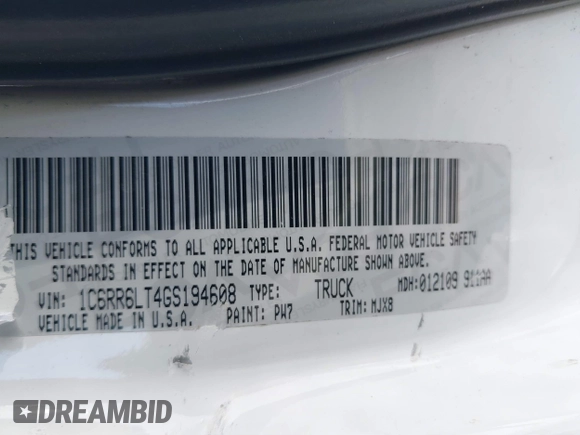 THIS VEHICLE CONFORMS TO ALL APPLICABLE U.S.A. FEDERAL MOTOR VEHICLE SAFETY
STANDARDS IN EFFECT ON THE DATE OF MANUFACTURE SHOWN ABOVE.
VIN: 1C6RR6LT4GS194608 TYPE: TRUCK MDH:012109 911AA
VEHICLE MADE IN U.S.A. PAINT: PW7 TRIM: MJX8
DREAMBID